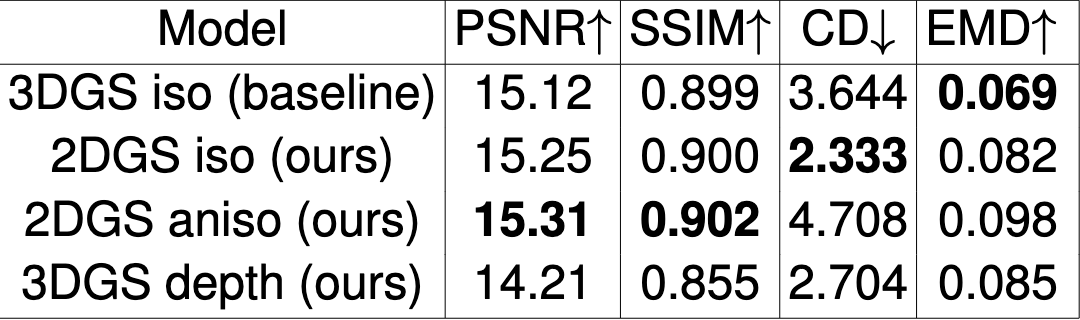 Model PSNR↑ SSIM↑ CD↓ EMD↑
3DGS iso (baseline) 15.12 0.899 3.644 0.069
2DGS iso (ours) 15.25 0.900 2.333 0.082
2DGS aniso (ours) 15.31 0.902 4.708 0.098
3DGS depth (ours) 14.21 0.855 2.704 0.085